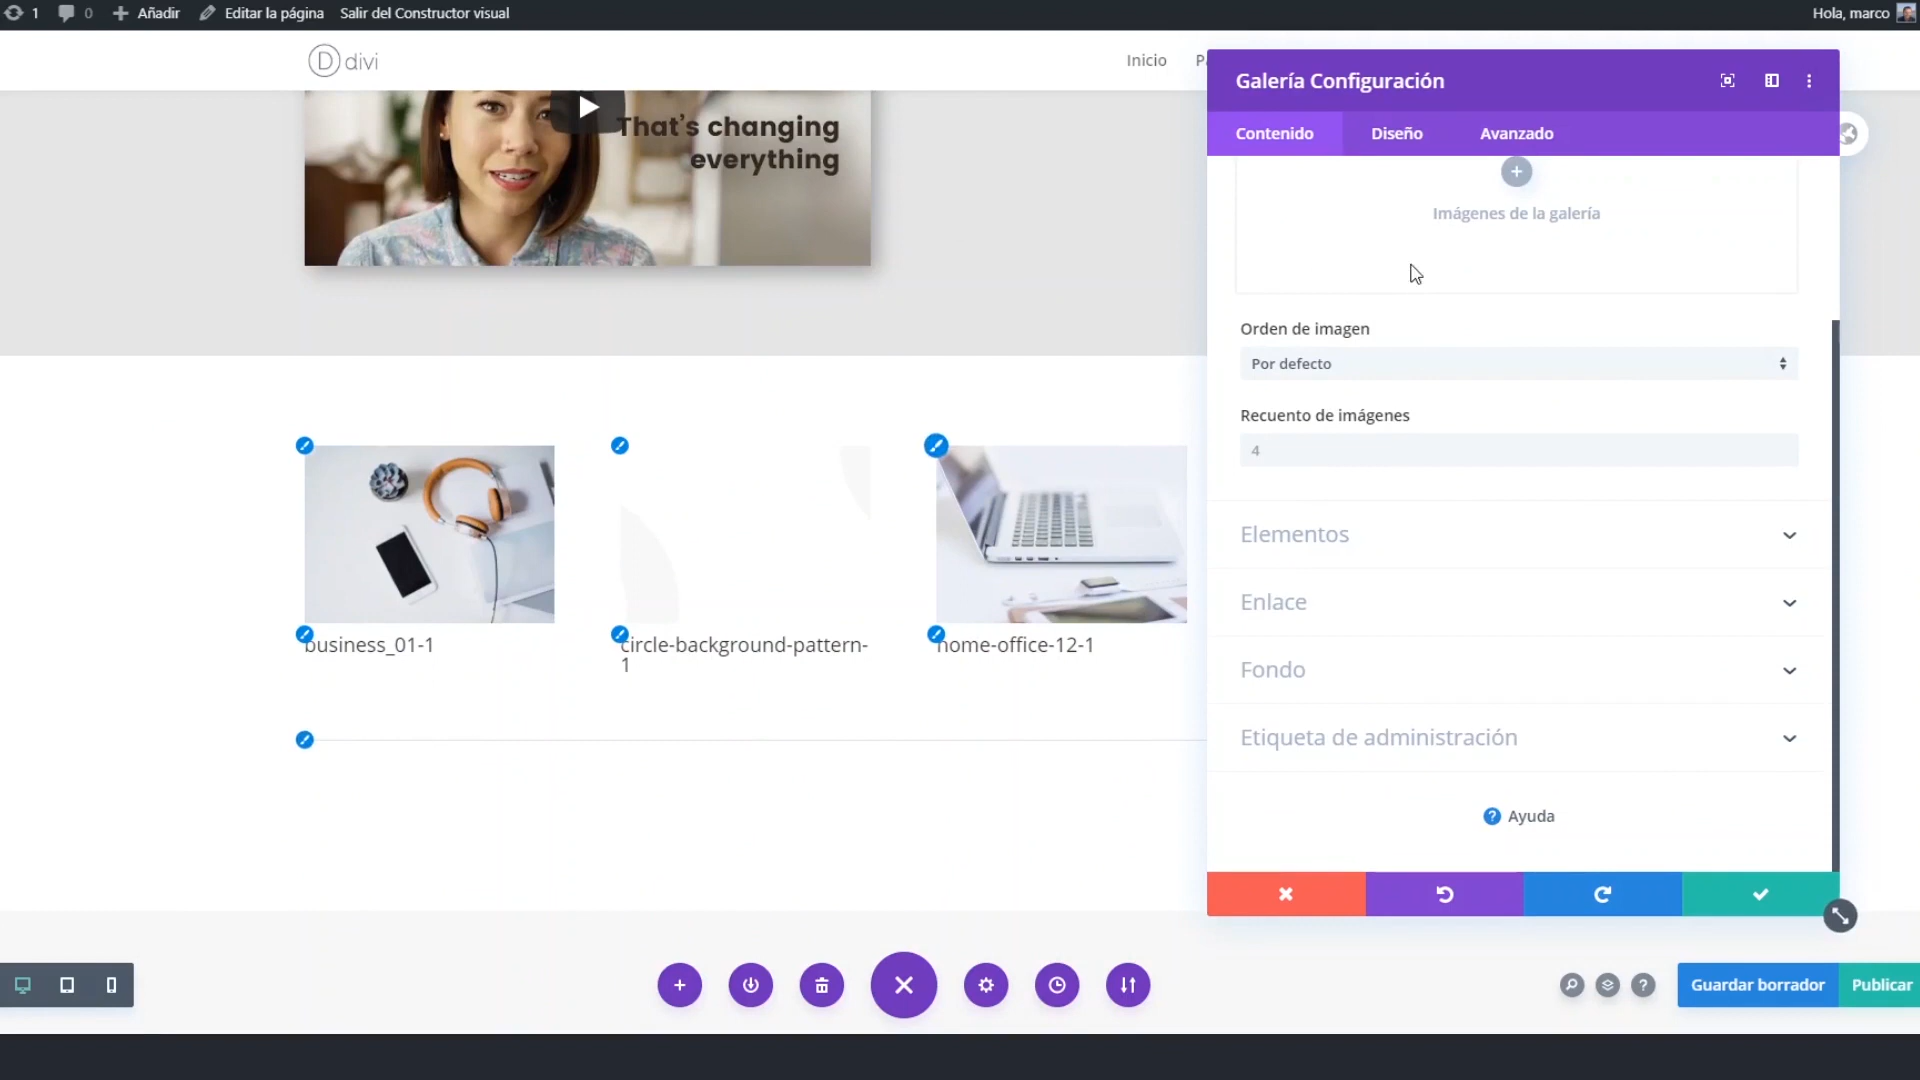 1 0 Añadir Editar la página Salir del Constructor visual Hola, marco
divi
Inicio
That's changing
everything
Galería Configuración
Contenido Diseño Avanzado
Imágenes de la galería
Orden de imagen
Por defecto
Recuento de imágenes
4
Elementos
Enlace
Fondo
Etiqueta de administración
Ayuda
business_01-1
circle-background-pattern-
1
home-office-12-1
Guardar borrador Publicar